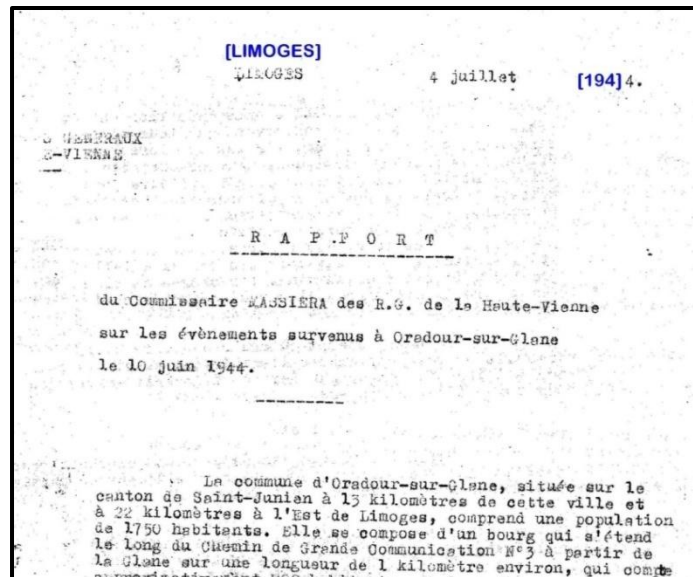 [LIMOGES]
LIMOGES 4 juillet [194]4.
S GENERAUX
E-VIENNE
R A P P O R T
du Commissaire MASSIERA des R.G. de la Haute-Vienne
sur les évènements survenus à Oradour-sur-Glane
le 10 juin 1944.
La commune d'Oradour-sur-Glane, située sur le
canton de Saint-Junien à 13 kilomètres de cette ville et
à 22 kilomètres à l'Est de Limoges, comprend une population
de 1750 habitants. Elle se compose d'un bourg qui s'étend
le long du Chemin de Grande Communication N°3 à partir de
la Glane sur une longueur de 1 kilomètre environ, qui compte